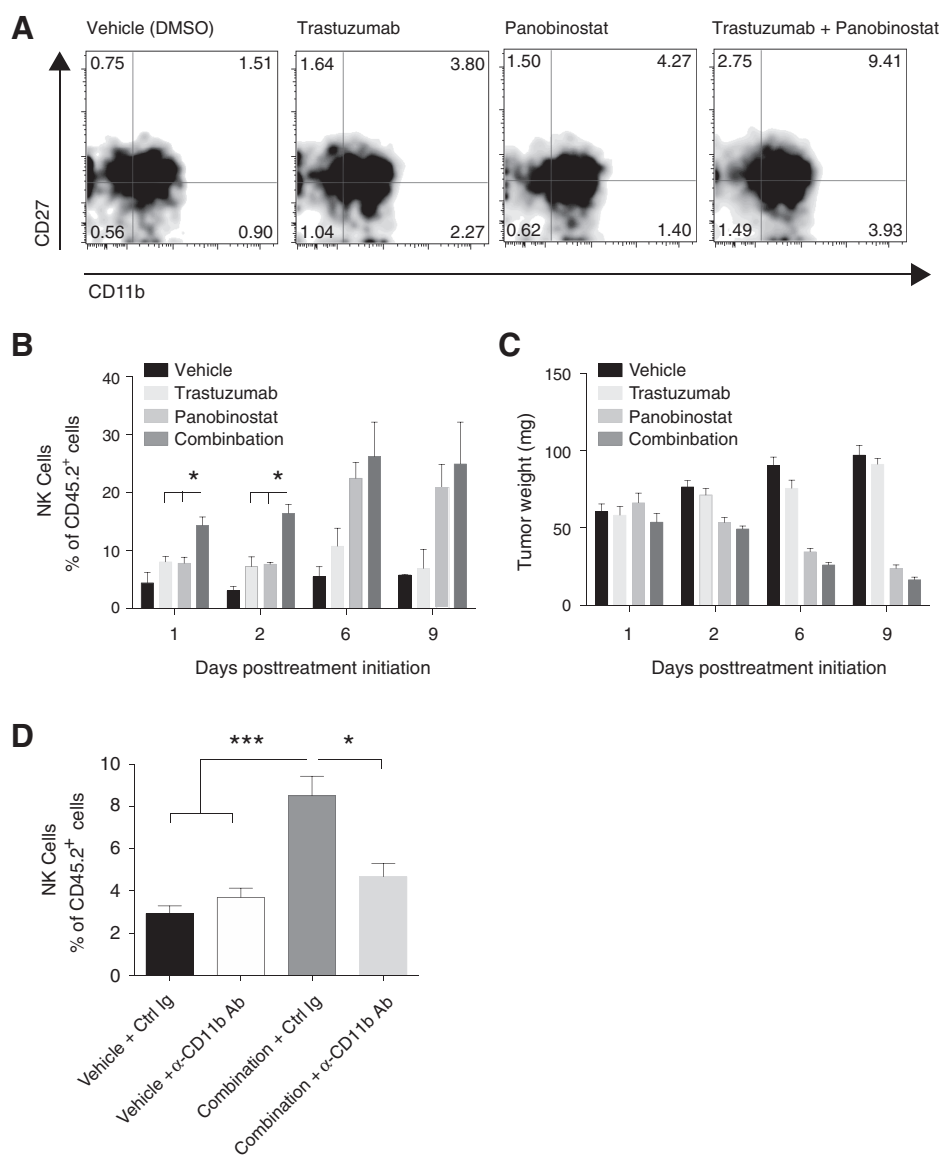 A
Vehicle (DMSO)
Trastuzumab
Panobinostat
Trastuzumab + Panobinostat
0.75 1.51
1.64 3.80
1.50 4.27
2.75 9.41
CD27
0.56 0.90
1.04 2.27
0.62 1.40
1.49 3.93
CD11b
B
NK Cells
% of CD45.2+ cells
Vehicle
Trastuzumab
Panobinostat
Combinbation
40
30
20
10
0
* *
1 2 6 9
Days posttreatment initiation
C
Tumor weight (mg)
Vehicle
Trastuzumab
Panobinostat
Combinbation
150
100
50
0
1 2 6 9
Days posttreatment initiation
D
NK Cells
% of CD45.2+ cells
*** *
10
8
6
4
2
0
Vehicle + Ctrl Ig
Vehicle +α-CD11b Ab
Combination + Ctrl Ig
Combination + α-CD11b Ab